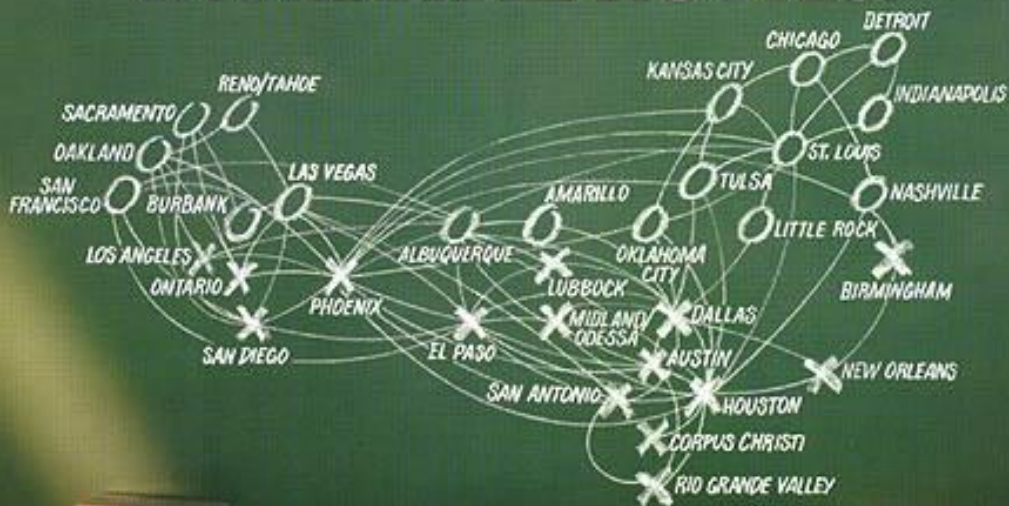 DETROIT
CHICAGO
KANSAS CITY
RENO/TAHOE
INDIANAPOLIS
SACRAMENTO
OAKLAND
ST. LOUIS
LAS VEGAS
TULSA
SAN
FRANCISCO
BURBANK
AMARILLO
NASHVILLE
LITTLE ROCK
LOS ANGELES
ALBUQUERQUE
OKLAHOMA
CITY
ONTARIO
LUBBOCK
BIRMINGHAM
PHOENIX
MIDLAND
ODESSA
DALLAS
SAN DIEGO
EL PASO
AUSTIN
NEW ORLEANS
SAN ANTONIO
HOUSTON
CORPUS CHRISTI
RIO GRANDE VALLEY